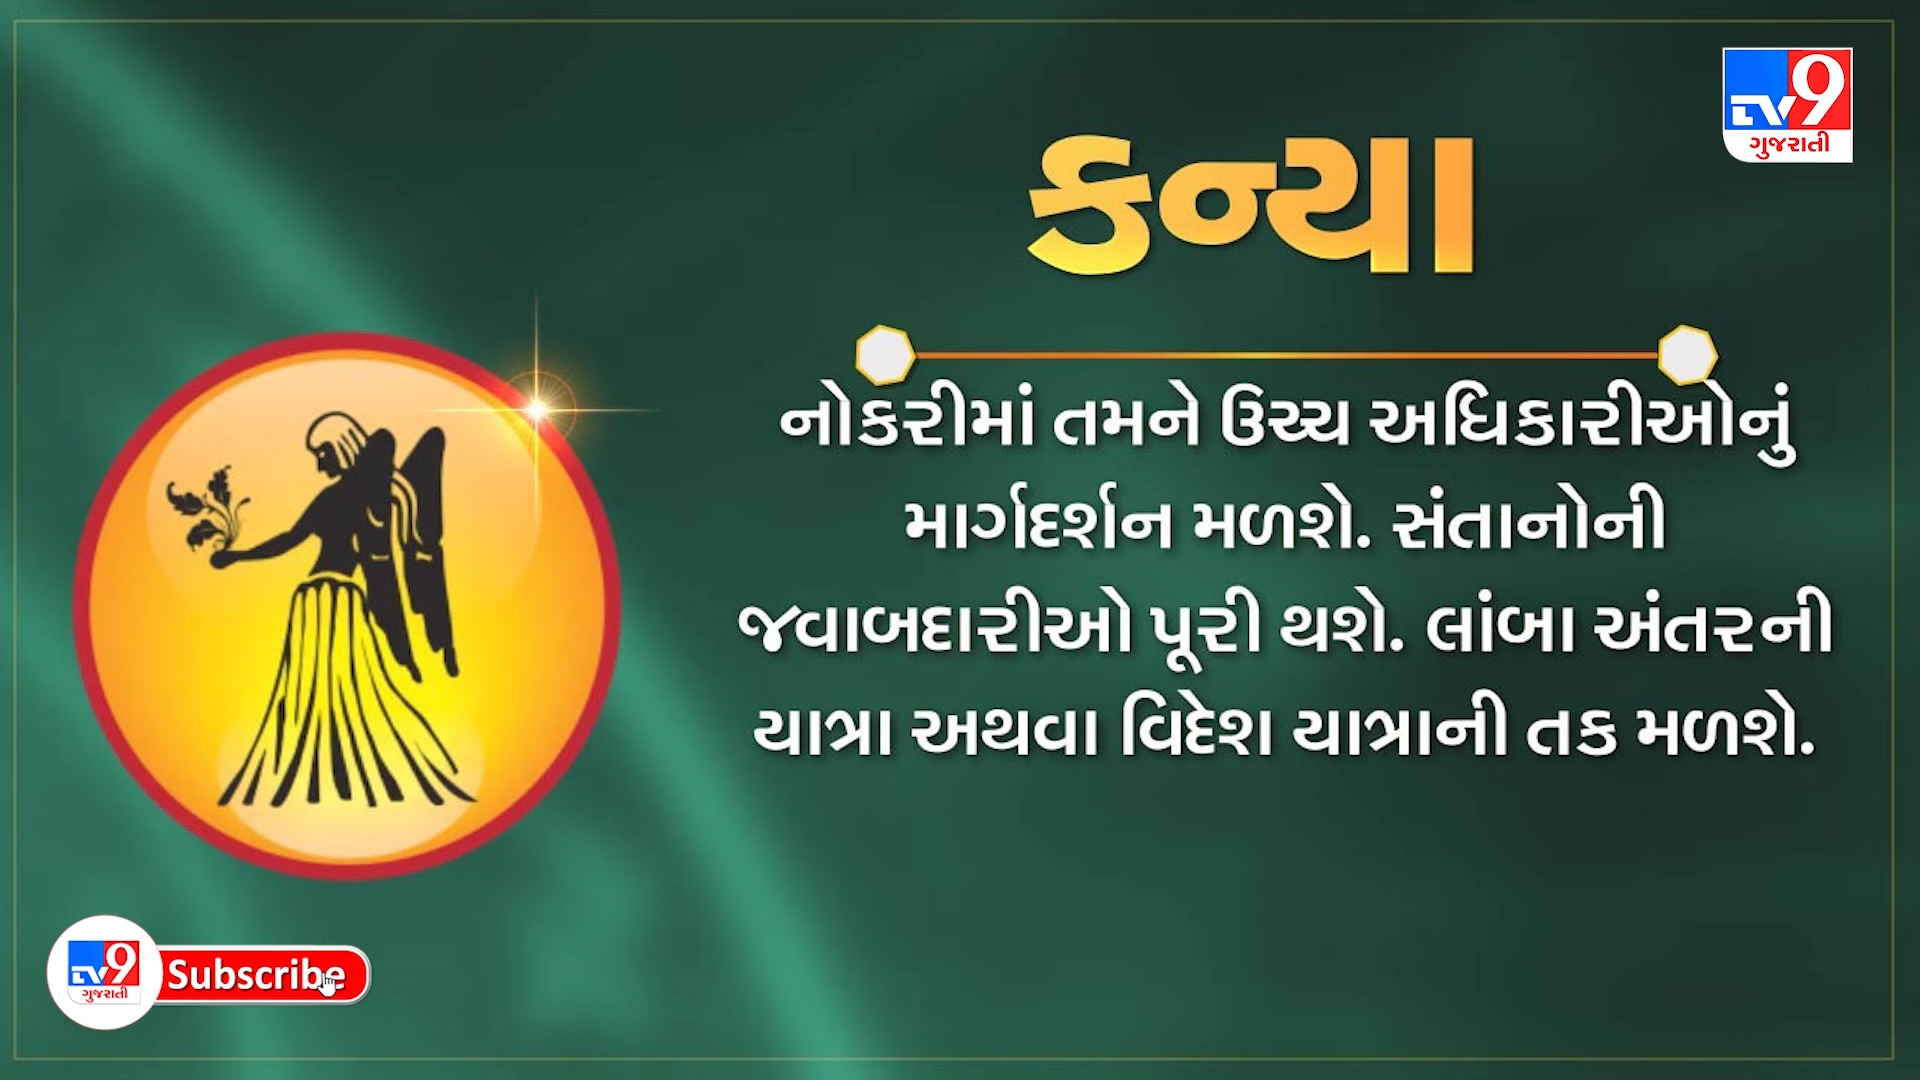 TV9
ગુજરાતી
કન્યા
નોકરીમાં તમને ઉચ્ચ અધિકારીઓનું
માર્ગદર્શન મળશે. સંતાનોની
જવાબદારીઓ પૂરી થશે. લાંબા અંતરની
યાત્રા અથવા વિદેશ યાત્રાની તક મળશે.
TV9
ગુજરાતી
Subscribe